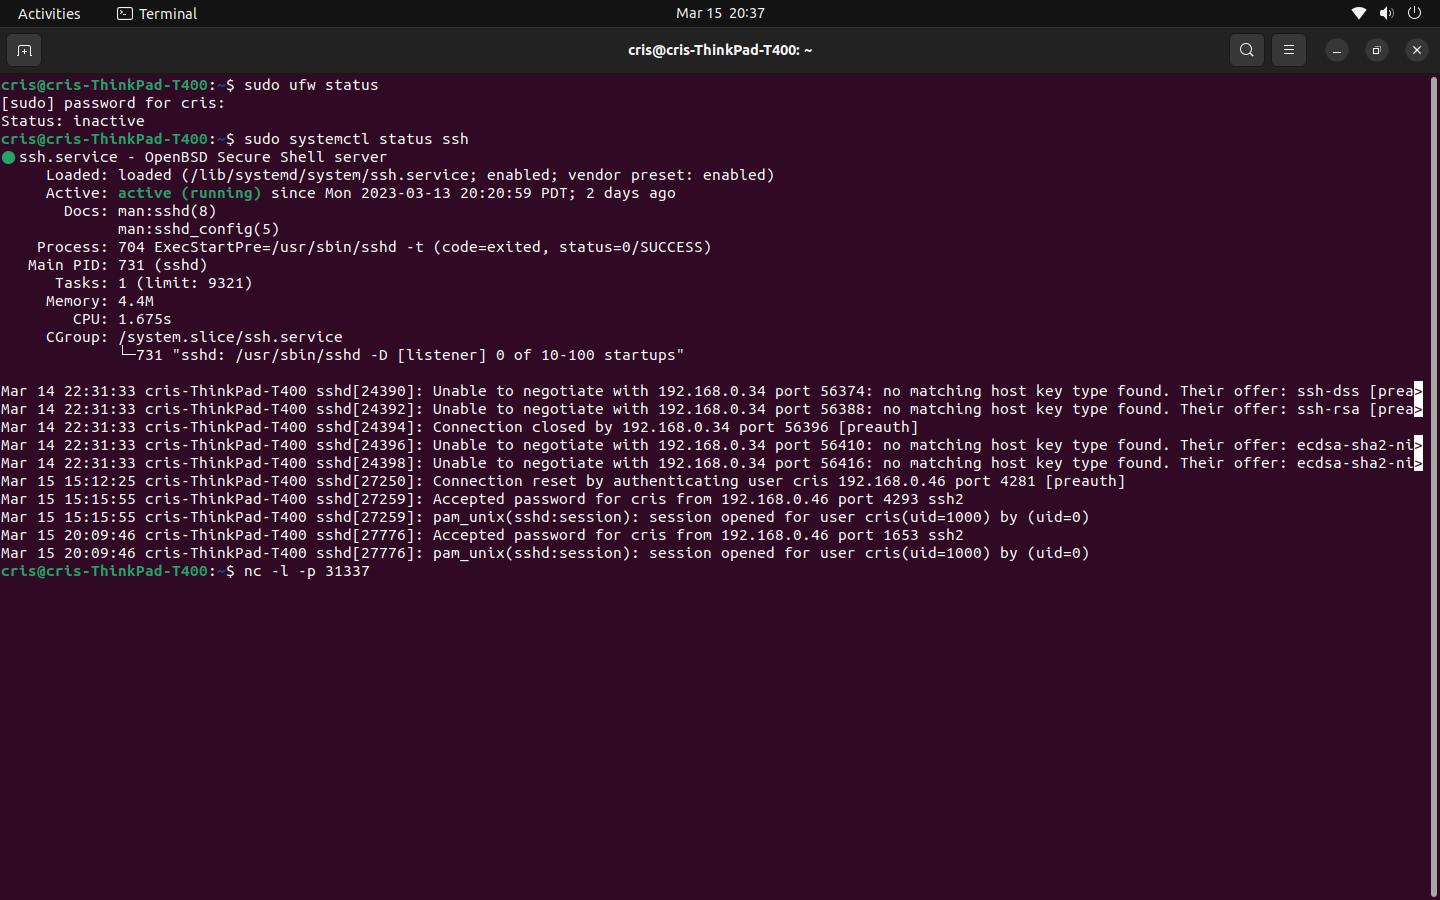 Activities
Terminal
Mar 15 20:37
cris@cris-ThinkPad-T400: ~
cris@cris-ThinkPad-T400:~$ sudo ufw status
[sudo] password for cris:
Status: inactive
cris@cris-ThinkPad-T400:~$ sudo systemctl status ssh
● ssh.service - OpenBSD Secure Shell server
Loaded: loaded (/lib/systemd/system/ssh.service; enabled; vendor preset: enabled)
Active: active (running) since Mon 2023-03-13 20:20:59 PDT; 2 days ago
Docs: man:sshd(8)
man:sshd_config(5)
Process: 704 ExecStartPre=/usr/sbin/sshd -t (code=exited, status=0/SUCCESS)
Main PID: 731 (sshd)
Tasks: 1 (limit: 9321)
Memory: 4.4M
CPU: 1.675s
CGroup: /system.slice/ssh.service
└─731 "sshd: /usr/sbin/sshd -D [listener] 0 of 10-100 startups"
Mar 14 22:31:33 cris-ThinkPad-T400 sshd[24390]: Unable to negotiate with 192.168.0.34 port 56374: no matching host key type found. Their offer: ssh-dss [prea>
Mar 14 22:31:33 cris-ThinkPad-T400 sshd[24392]: Unable to negotiate with 192.168.0.34 port 56388: no matching host key type found. Their offer: ssh-rsa [prea>
Mar 14 22:31:33 cris-ThinkPad-T400 sshd[24394]: Connection closed by 192.168.0.34 port 56396 [preauth]
Mar 14 22:31:33 cris-ThinkPad-T400 sshd[24396]: Unable to negotiate with 192.168.0.34 port 56410: no matching host key type found. Their offer: ecdsa-sha2-ni>
Mar 14 22:31:33 cris-ThinkPad-T400 sshd[24398]: Unable to negotiate with 192.168.0.34 port 56416: no matching host key type found. Their offer: ecdsa-sha2-ni>
Mar 15 15:12:25 cris-ThinkPad-T400 sshd[27250]: Connection reset by authenticating user cris 192.168.0.46 port 4281 [preauth]
Mar 15 15:15:55 cris-ThinkPad-T400 sshd[27259]: Accepted password for cris from 192.168.0.46 port 4293 ssh2
Mar 15 15:15:55 cris-ThinkPad-T400 sshd[27259]: pam_unix(sshd:session): session opened for user cris(uid=1000) by (uid=0)
Mar 15 20:09:46 cris-ThinkPad-T400 sshd[27776]: Accepted password for cris from 192.168.0.46 port 1653 ssh2
Mar 15 20:09:46 cris-ThinkPad-T400 sshd[27776]: pam_unix(sshd:session): session opened for user cris(uid=1000) by (uid=0)
cris@cris-ThinkPad-T400:~$ nc -l -p 31337